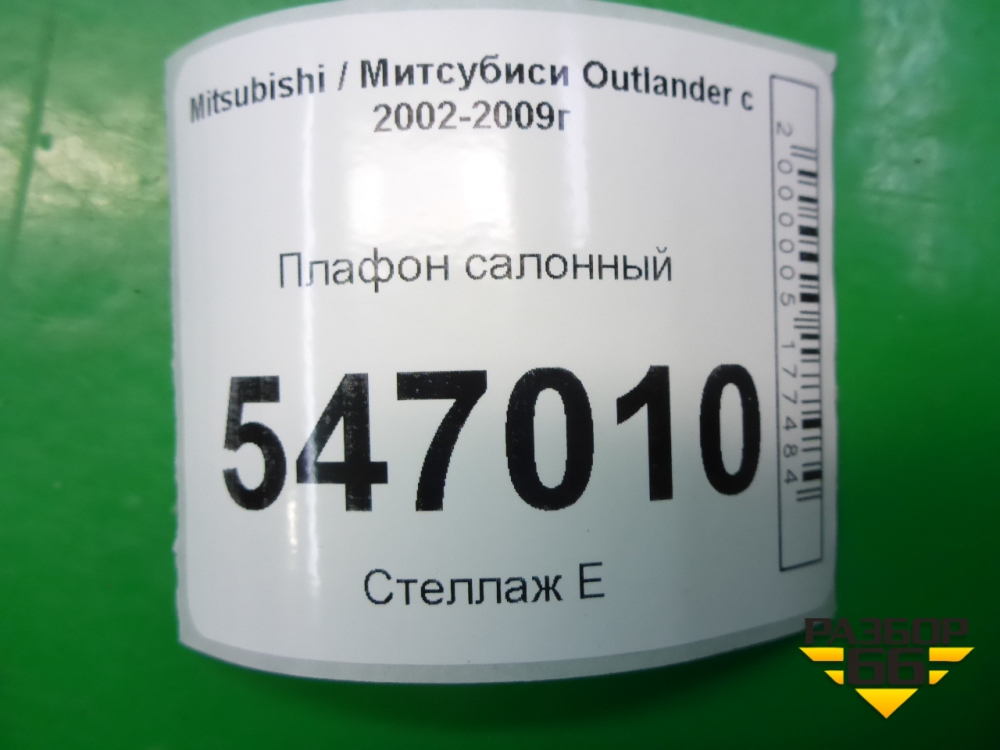 Mitsubishi / Митсубиси Outlander с
2002-2009г
Плафон салонный
547010
Стеллаж Е
2000005177484
РАЗБОР
66